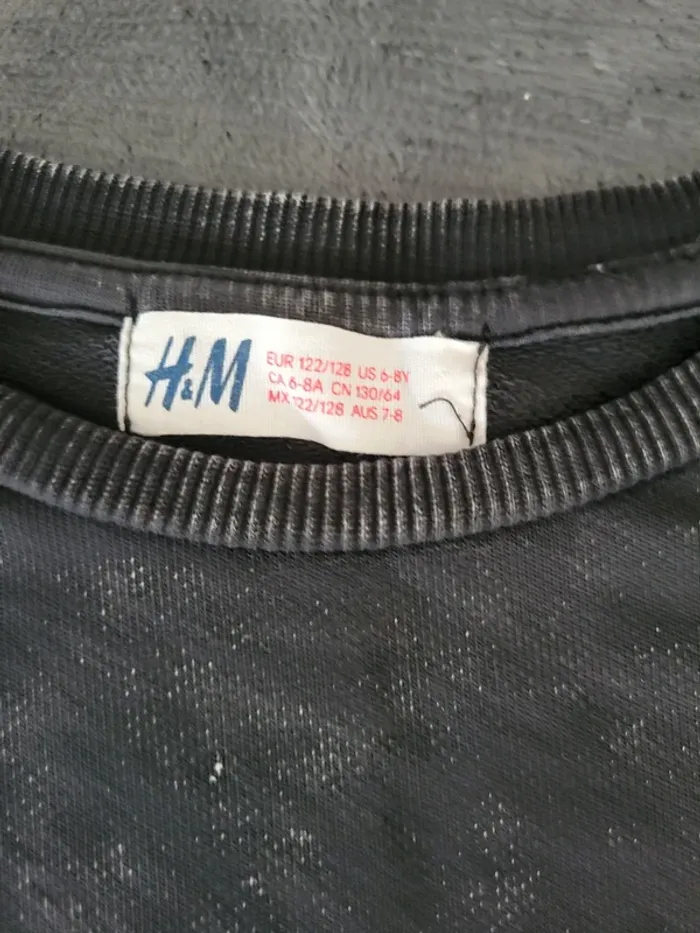 H&M
EUR 122/128 US 6-8Y
CA 6-8A CN 130/64
MX 122/128 AUS 7-8